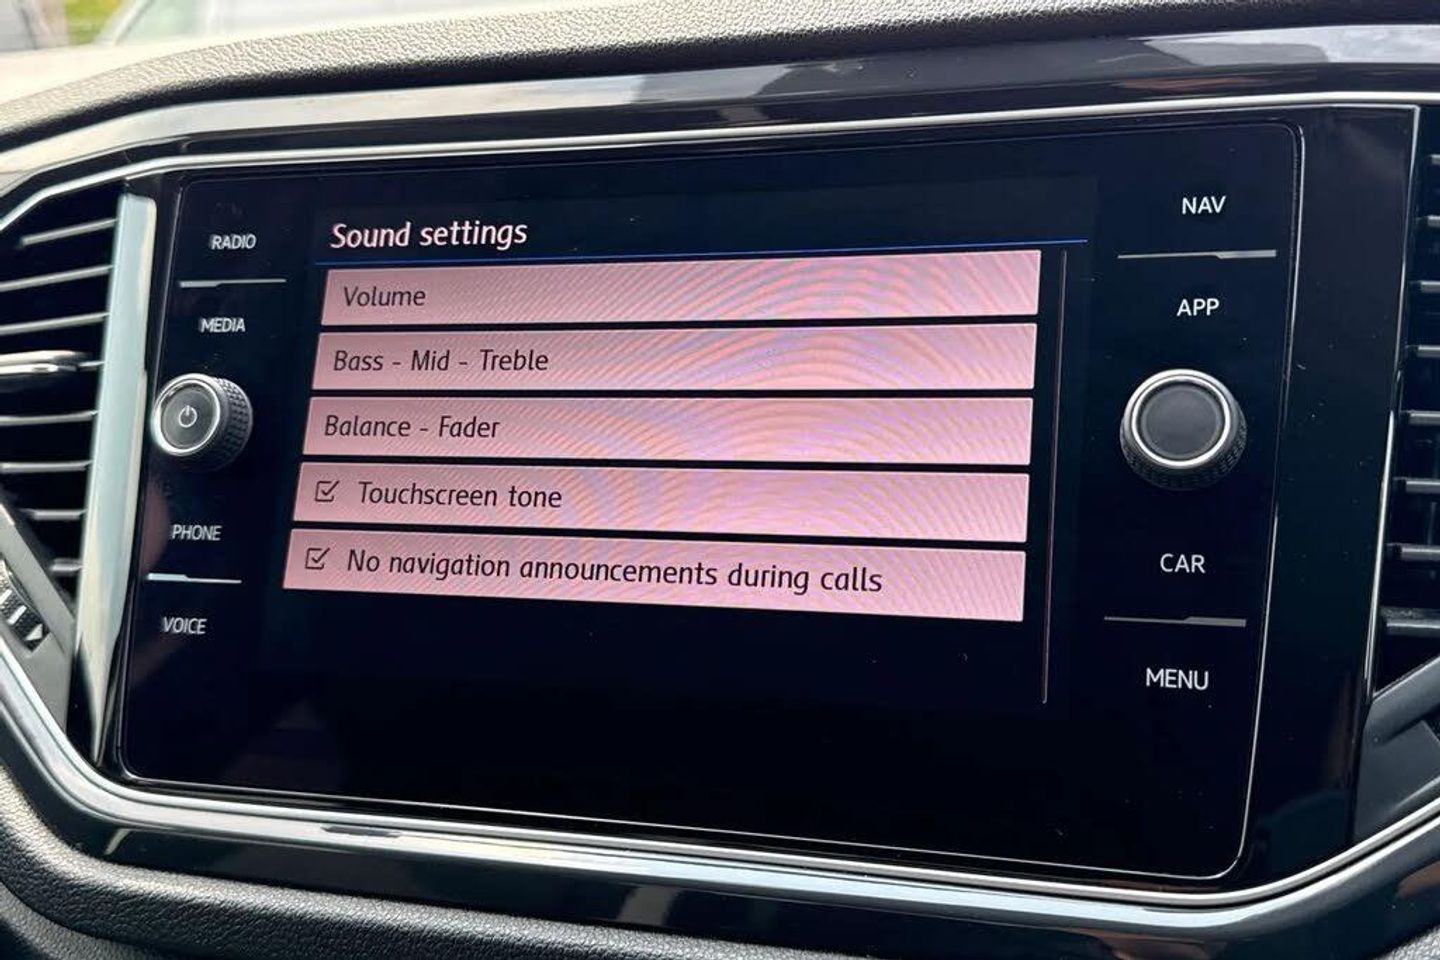 RADIO
MEDIA
PHONE
VOICE
Sound settings
Volume
Bass - Mid - Treble
Balance - Fader
Touchscreen tone
No navigation announcements during calls
NAV
APP
CAR
MENU